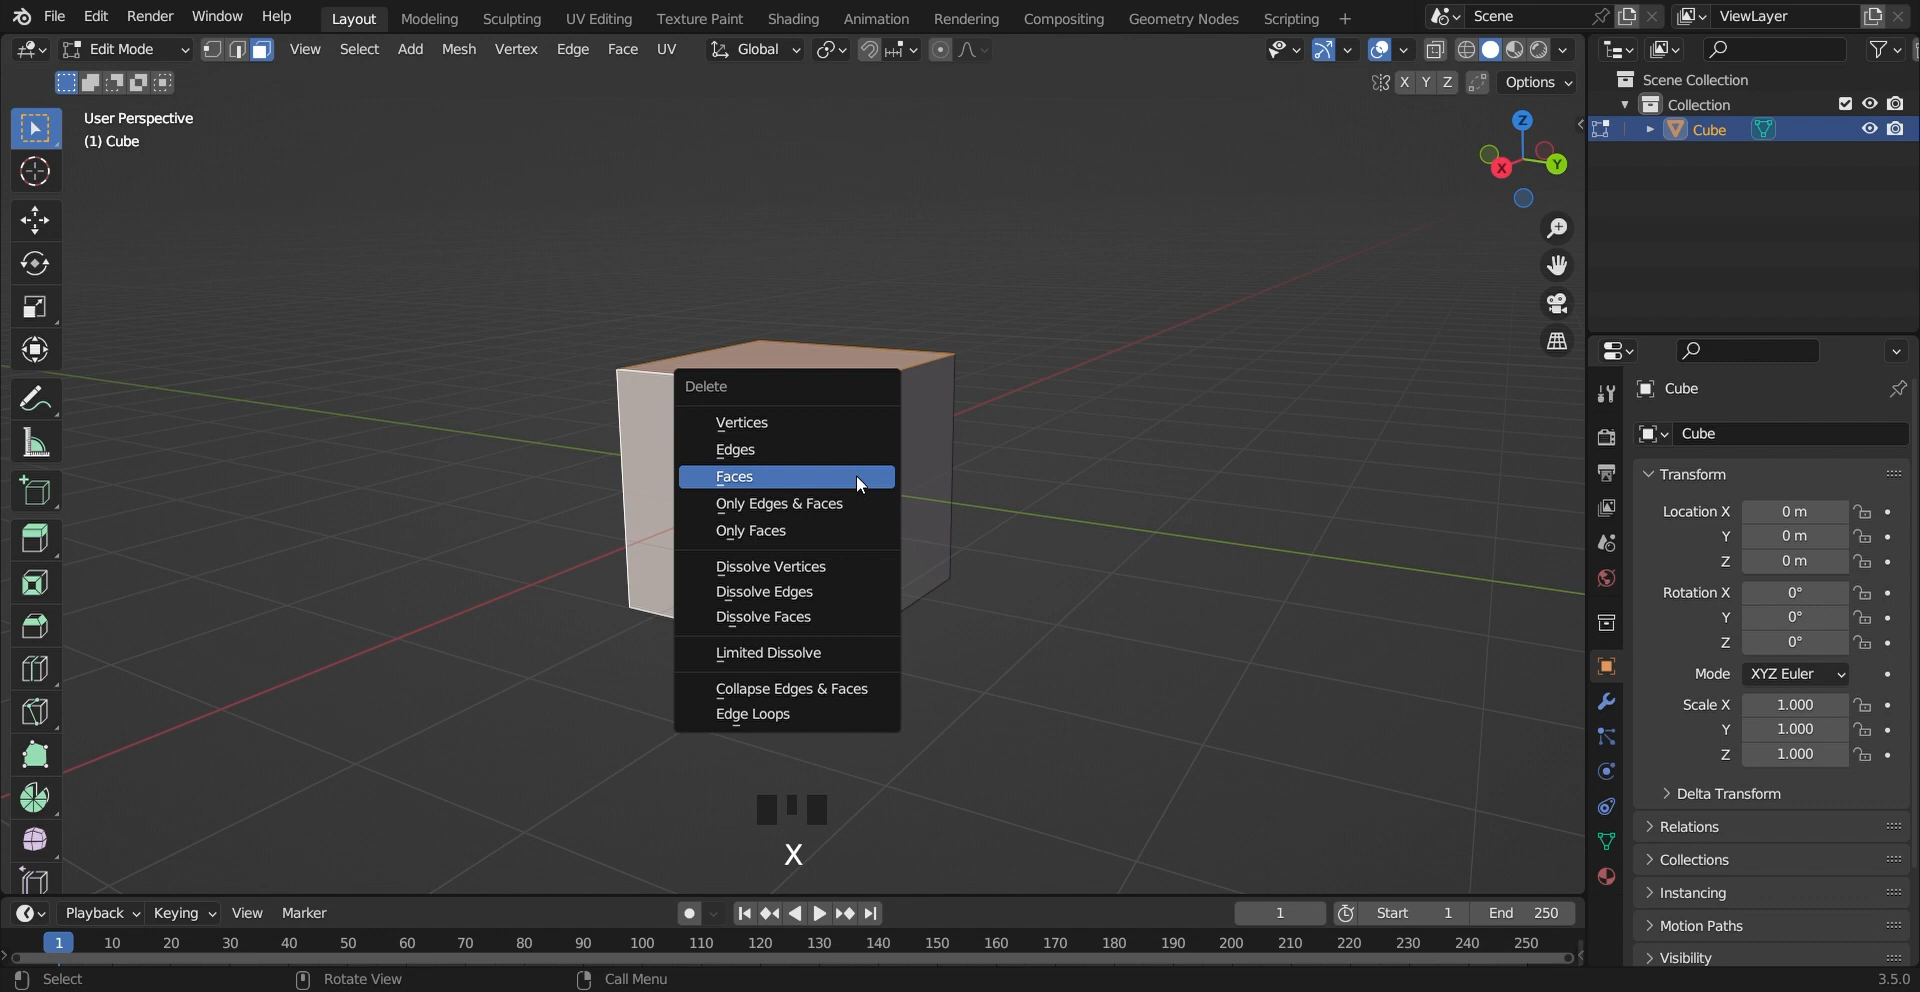 File Edit Render Window Help Layout Modeling Sculpting UV Editing Texture Paint Shading Animation Rendering Compositing Geometry Nodes Scripting + Scene ViewLayer
Edit Mode View Select Add Mesh Vertex Edge Face UV Global
X Y Z Options
User Perspective
(1) Cube
Z
X
Y
Scene Collection
Collection
Cube
Delete
Vertices
Edges
Faces
Only Edges & Faces
Only Faces
Dissolve Vertices
Dissolve Edges
Dissolve Faces
Limited Dissolve
Collapse Edges & Faces
Edge Loops
X
Cube
Cube
Transform
Location X 0 m
Y 0 m
Z 0 m
Rotation X 0°
Y 0°
Z 0°
Mode XYZ Euler
Scale X 1.000
Y 1.000
Z 1.000
Delta Transform
Relations
Collections
Instancing
Motion Paths
Visibility
Playback Keying View Marker 1 Start 1 End 250
1 10 20 30 40 50 60 70 80 90 100 110 120 130 140 150 160 170 180 190 200 210 220 230 240 250
Select Rotate View Call Menu 3.5.0